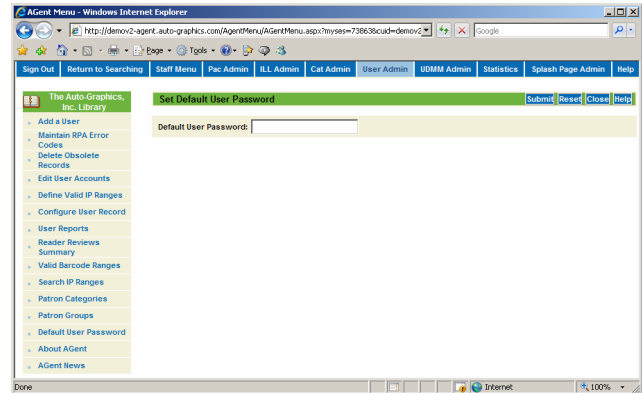 AGent Menu - Windows Internet Explorer
http://demov2-agent.auto-graphics.com/AgentMenu/AGentMenu.aspx?myses=73863&cuid=demov2
Google
Page
Tools
Sign Out Return to Searching Staff Menu Pac Admin ILL Admin Cat Admin User Admin UDMM Admin Statistics Splash Page Admin Help
The Auto-Graphics, Inc. Library
Set Default User Password
Submit Reset Close Help
Default User Password:
Add a User
Maintain RPA Error Codes
Delete Obsolete Records
Edit User Accounts
Define Valid IP Ranges
Configure User Record
User Reports
Reader Reviews Summary
Valid Barcode Ranges
Search IP Ranges
Patron Categories
Patron Groups
Default User Password
About AGent
AGent News
Done
Internet
100%